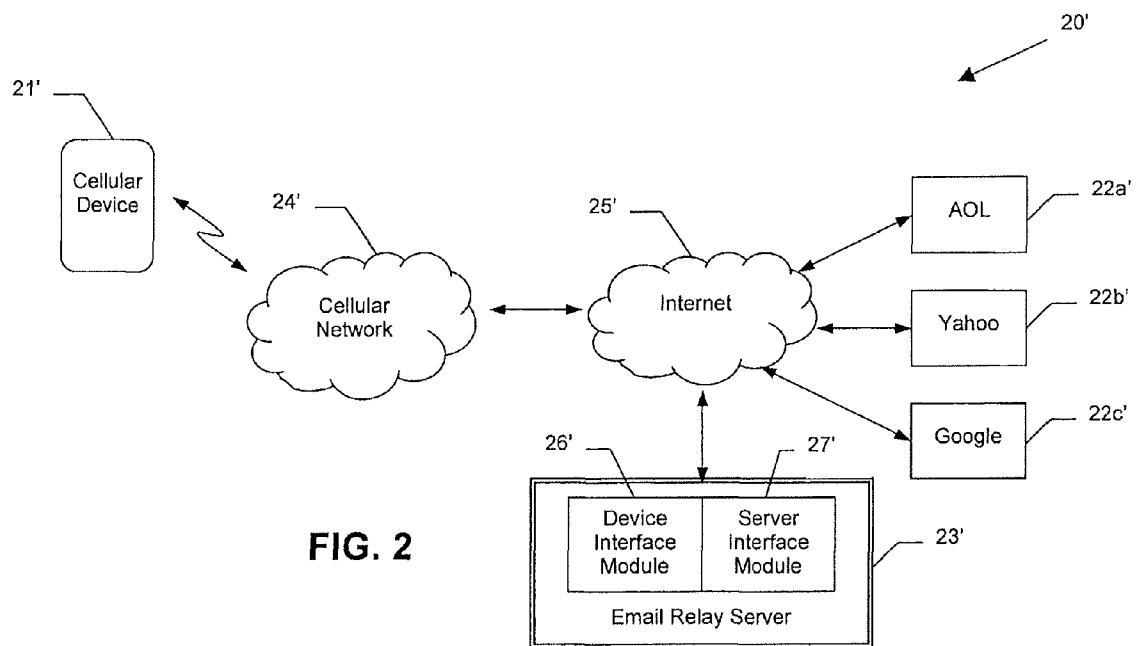 20'
21'
Cellular
Device
24'
Cellular
Network
25'
Internet
AOL
22a'
Yahoo
22b'
Google
22c'
26'
27'
Device
Interface
Module
Server
Interface
Module
Email Relay Server
23'
FIG. 2